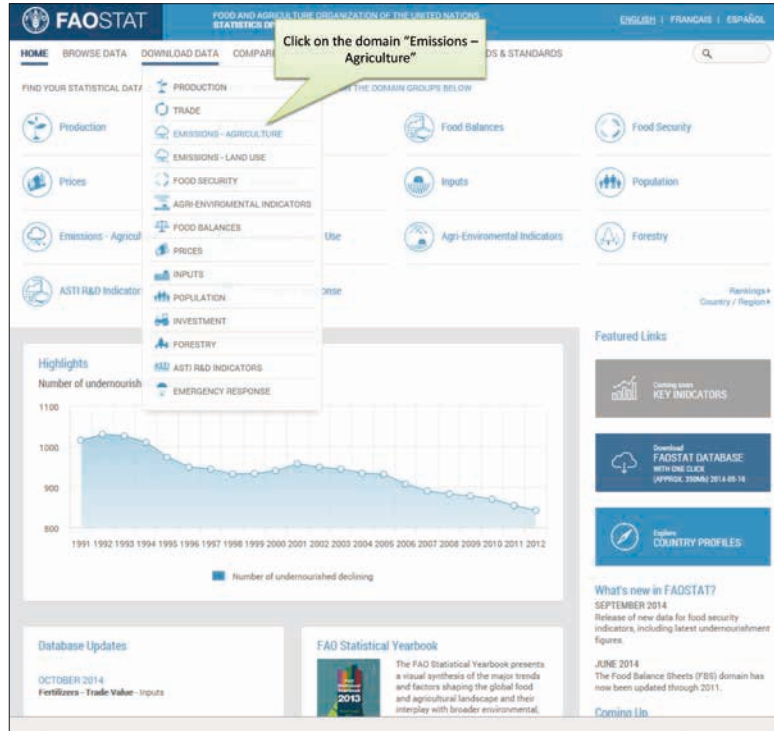 FAOSTAT
FOOD AND AGRICULTURE ORGANIZATION OF THE UNITED NATIONS
STATISTICS
ENGLISH | FRANCAIS | ESPAÑOL
HOME BROWSE DATA DOWNLOAD DATA COMPARE
DS & STANDARDS
Click on the domain "Emissions –
Agriculture"
FIND YOUR STATISTICAL DATA
THE DOMAIN GROUPS BELOW
PRODUCTION
TRADE
EMISSIONS - AGRICULTURE
EMISSIONS - LAND USE
FOOD SECURITY
AGRI-ENVIROMENTAL INDICATORS
FOOD BALANCES
PRICES
INPUTS
POPULATION
INVESTMENT
FORESTRY
ASTI R&D INDICATORS
EMERGENCY RESPONSE
Production
Food Balances
Food Security
Prices
Inputs
Population
Emissions - Agricul
Use
Agri-Enviromental Indicators
Forestry
ASTI R&D Indicator
onse
Rankings
Country / Region
Highlights
Number of undernourish
1100
1000
900
800
1991 1992 1993 1994 1995 1996 1997 1998 1999 2000 2001 2002 2003 2004 2005 2006 2007 2008 2009 2010 2011 2012
Number of undernourished declining
Featured Links
Coming soon
KEY INIDCATORS
Download
FAOSTAT DATABASE
WITH ONE CLICK
(APPROX. 350Mb) 2014-05-16
Explore
COUNTRY PROFILES
What's new in FAOSTAT?
SEPTEMBER 2014
Release of new data for food security
indicators, including latest undernourishment
figures.
JUNE 2014
The Food Balance Sheets (FBS) domain has
now been updated through 2011.
Coming Up
Database Updates
OCTOBER 2014
Fertilizers - Trade Value - Inputs
FAO Statistical Yearbook
2013
The FAO Statistical Yearbook presents
a visual synthesis of the major trends
and factors shaping the global food
and agricultural landscape and their
interplay with broader environmental,